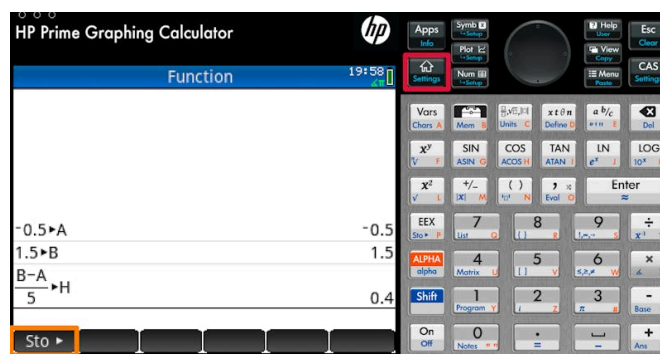 HP Prime Graphing Calculator
hp
Function
19:58
∡π
-0.5▶A
-0.5
1.5▶B
1.5
B-A
5
▶H
0.4
Sto ▶
Apps
Info
Symb
Setup
Plot
Setup
Help
User
View
Copy
Esc
Clear
Settings
Num
Setup
Menu
Paste
CAS
Settings
Vars
Chars A
Mem B
Units C
x t θ n
Define D
a b/c
E
Del
xʸ
F
SIN
ASIN G
COS
ACOS H
TAN
ATAN I
LN
eˣ J
LOG
10ˣ
x²
√ L
+/-
|x| M
( )
N
,
Eval O
Enter
≈
EEX
Sto ▸ P
7
List Q
8
{ } R
9
S
÷
x⁻¹
ALPHA
alpha
4
Matrix U
5
[ ] V
6
≤,≥,≠ W
×
∡
Shift
1
Program Y
2
i Z
3
π #
-
Base
On
Off
0
Notes " "
.
=
_
+
Ans